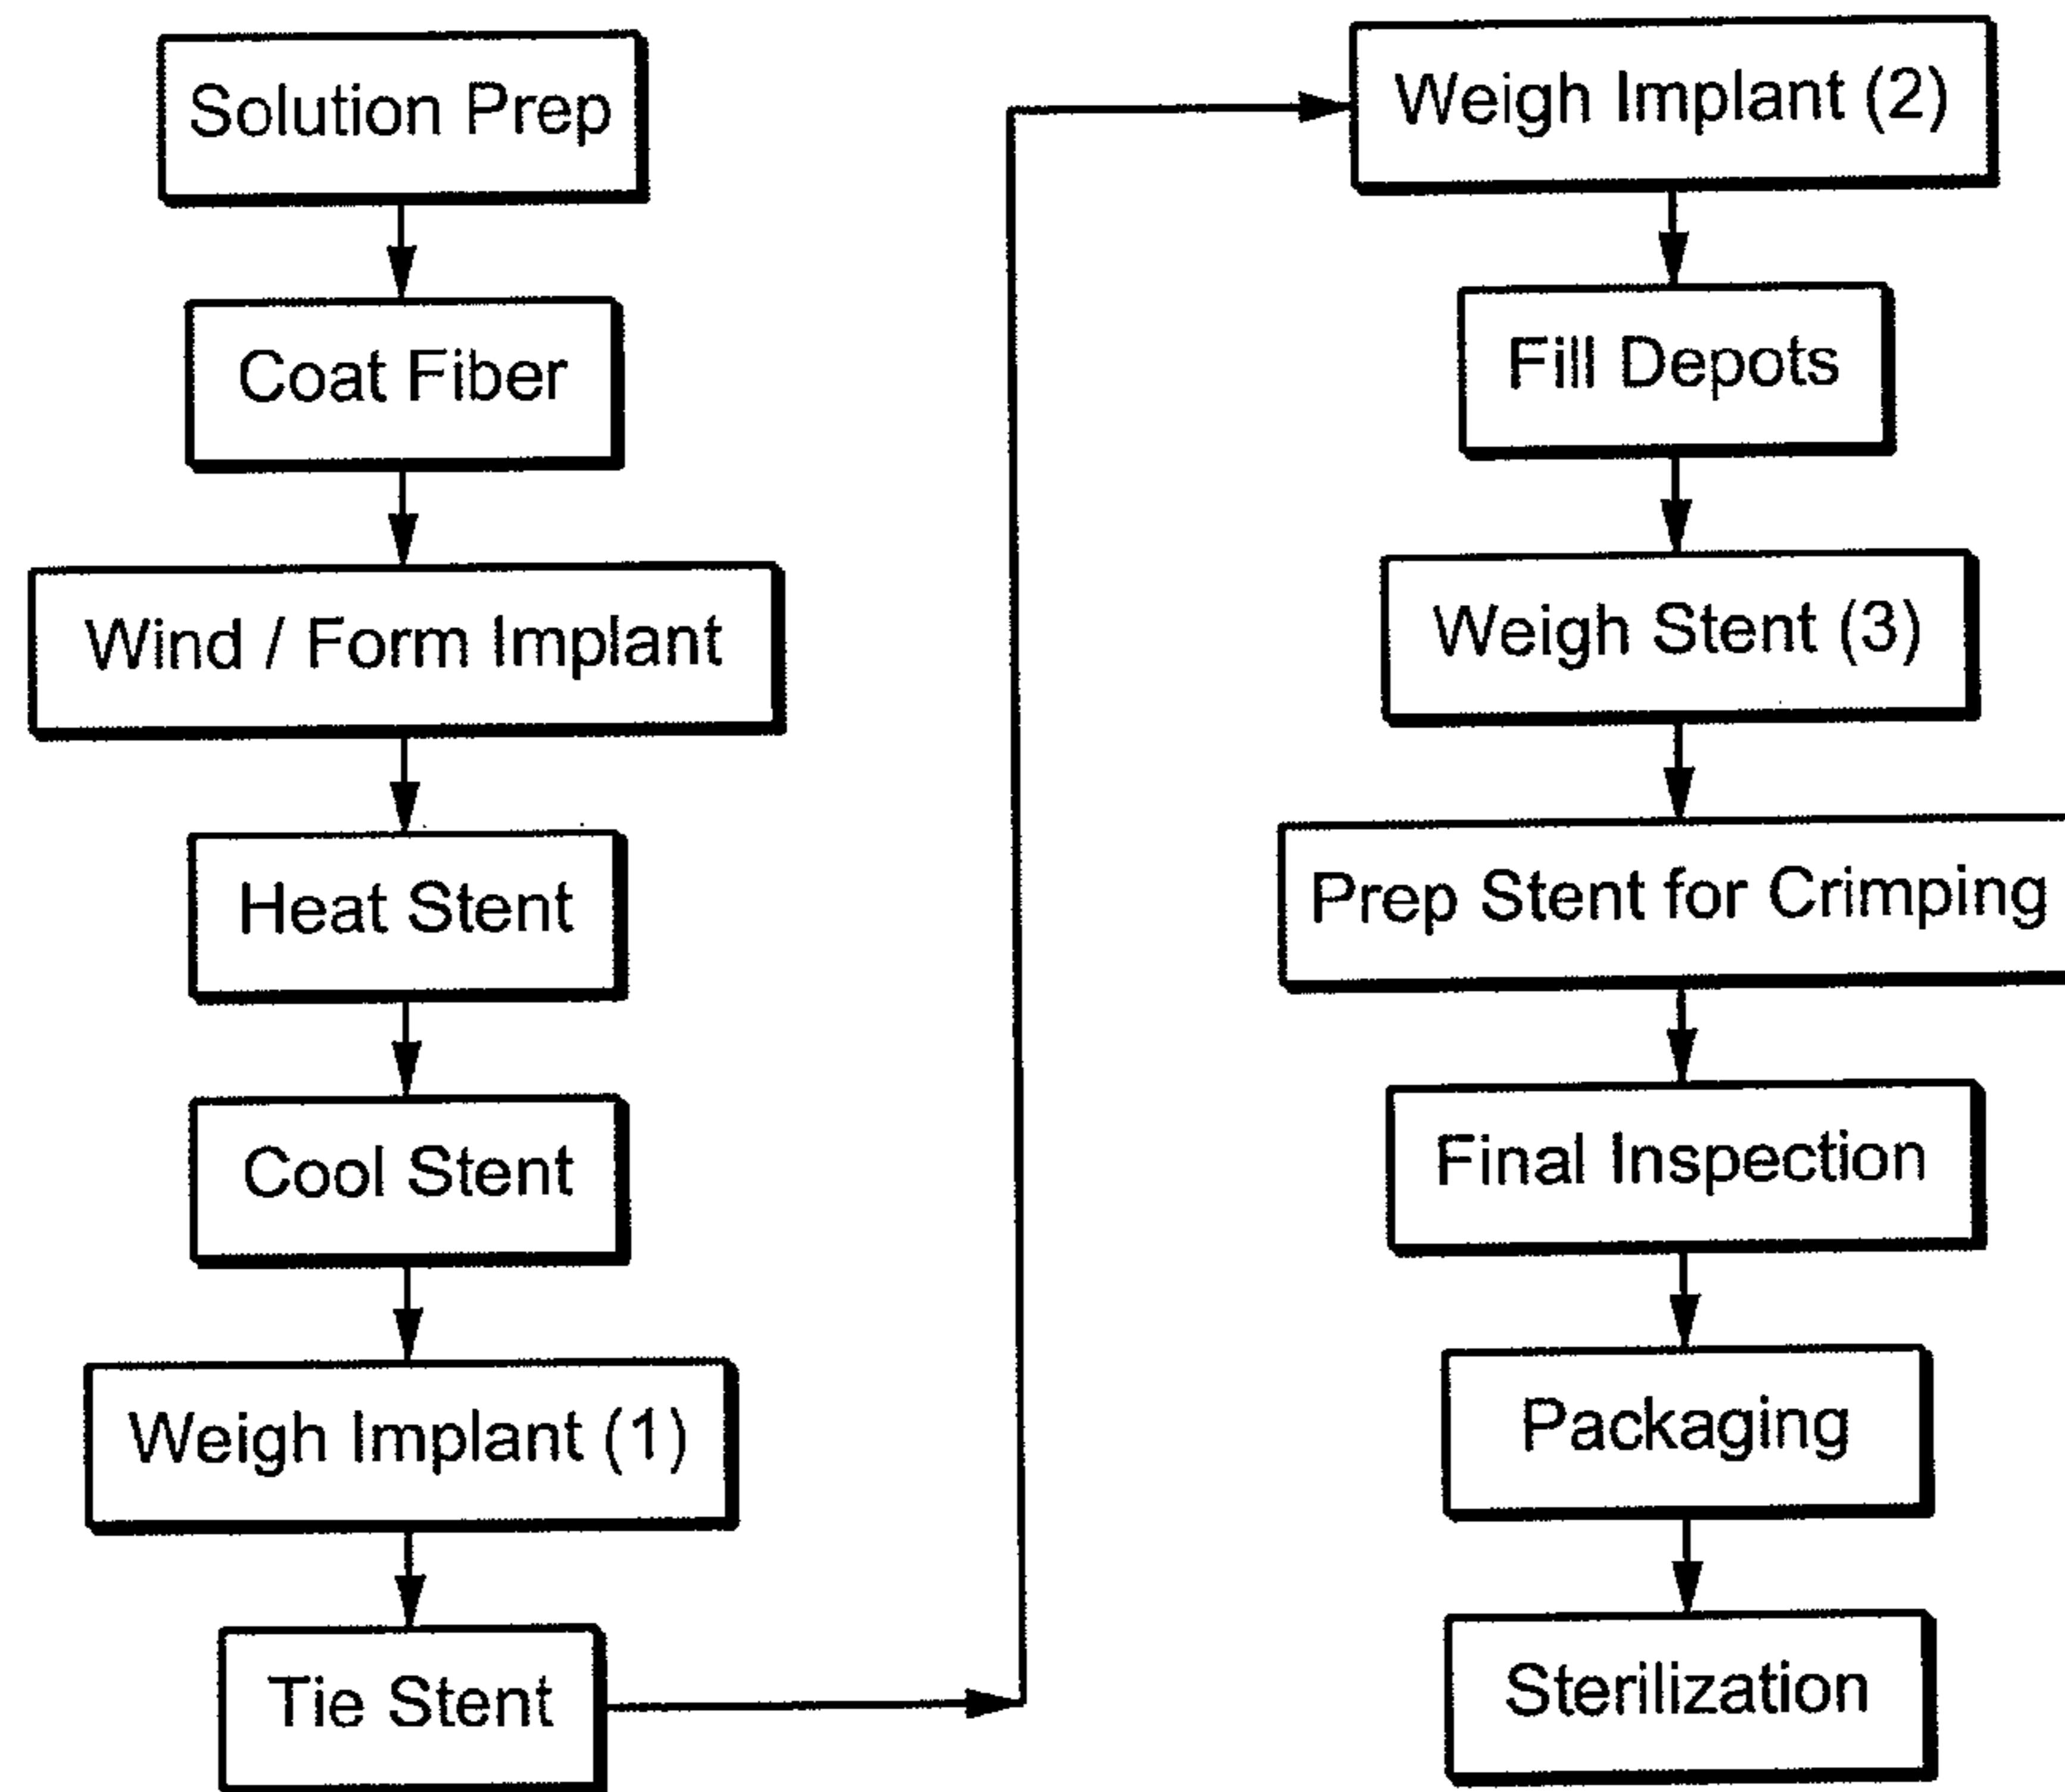 Solution Prep
Coat Fiber
Wind / Form Implant
Heat Stent
Cool Stent
Weigh Implant (1)
Tie Stent
Weigh Implant (2)
Fill Depots
Weigh Stent (3)
Prep Stent for Crimping
Final Inspection
Packaging
Sterilization